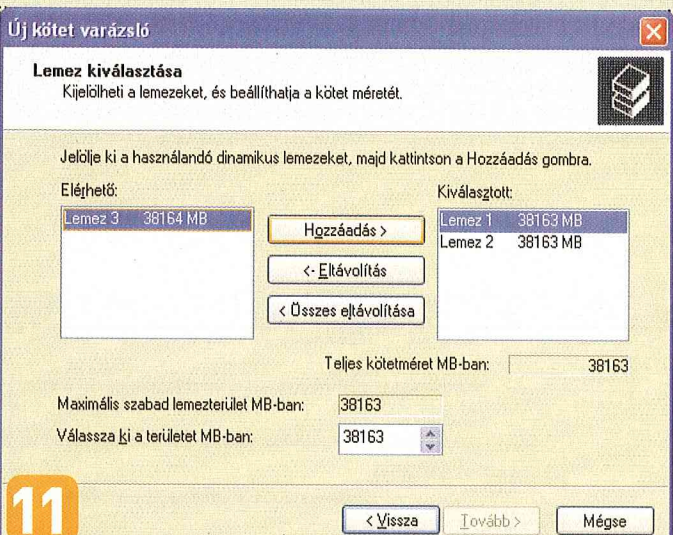 Új kötet varázsló
Lemez kiválasztása
Kijelölheti a lemezeket, és beállíthatja a kötet méretét.
Jelölje ki a használandó dinamikus lemezeket, majd kattintson a Hozzáadás gombra.
Elérhető:
Kiválasztott:
Lemez 3 38164 MB
Hozzáadás >
Lemez 1 38163 MB
Lemez 2 38163 MB
<- Eltávolítás
< Összes eltávolítása
Teljes kötetméret MB-ban: 38163
Maximális szabad lemezterület MB-ban: 38163
Válassza ki a területet MB-ban: 38163
11
< Vissza
Tovább >
Mégse